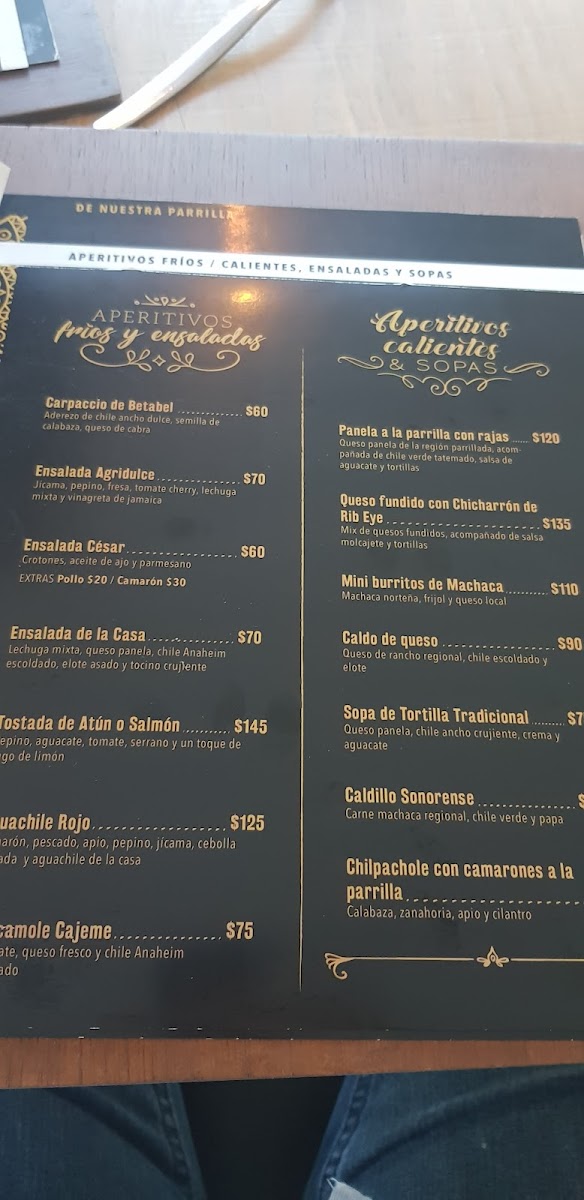 DE NUESTRA PARRILLA
APERITIVOS FRÍOS / CALIENTES, ENSALADAS Y SOPAS
APERITIVOS
fríos y ensaladas
Carpaccio de Betabel ............... $60
Aderezo de chile ancho dulce, semilla de
calabaza, queso de cabra
Ensalada Agridulce ............... $70
Jícama, pepino, fresa, tomate cherry, lechuga
mixta y vinagreta de jamaica
Ensalada César ............... $60
Crotones, aceite de ajo y parmesano
EXTRAS Pollo $20 / Camarón $30
Ensalada de la Casa ............... $70
Lechuga mixta, queso panela, chile Anaheim
escoldado, elote asado y tocino crujiente
Tostada de Atún o Salmón ........... $145
epino, aguacate, tomate, serrano y un toque de
go de limón
uachile Rojo ............... $125
arón, pescado, apio, pepino, jícama, cebolla
ada y aguachile de la casa
camole Cajeme ............... $75
ate, queso fresco y chile Anaheim
ado
Aperitivos
calientes
& SOPAS
Panela a la parrilla con rajas ...... $120
Queso panela de la región parrillada, acom-
pañada de chile verde tatemado, salsa de
aguacate y tortillas
Queso fundido con Chicharrón de
Rib Eye ............... $135
Mix de quesos fundidos, acompañado de salsa
molcajete y tortillas
Mini burritos de Machaca .......... $110
Machaca norteña, frijol y queso local
Caldo de queso ............... $90
Queso de rancho regional, chile escoldado y
elote
Sopa de Tortilla Tradicional ........ $7
Queso panela, chile ancho crujiente, crema y
aguacate
Caldillo Sonorense ............... $
Carne machaca regional, chile verde y papa
Chilpachole con camarones a la
parrilla ...............
Calabaza, zanahoria, apio y cilantro